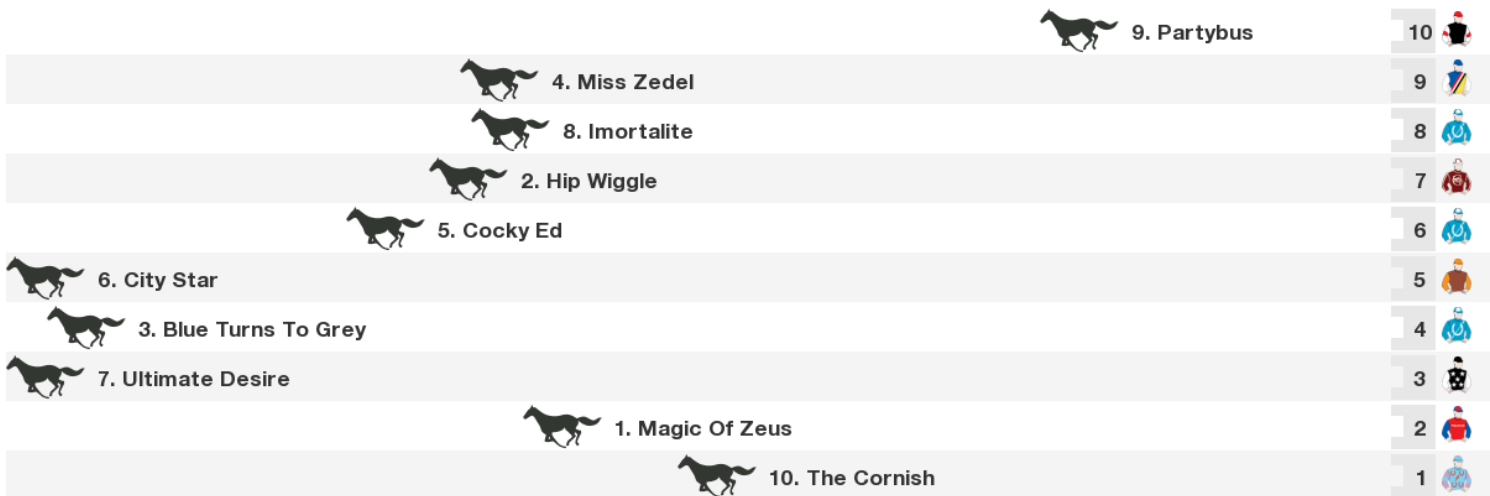 9. Partybus 10
4. Miss Zedel 9
8. Imortalite 8
2. Hip Wiggle 7
5. Cocky Ed 6
6. City Star 5
3. Blue Turns To Grey 4
7. Ultimate Desire 3
1. Magic Of Zeus 2
10. The Cornish 1